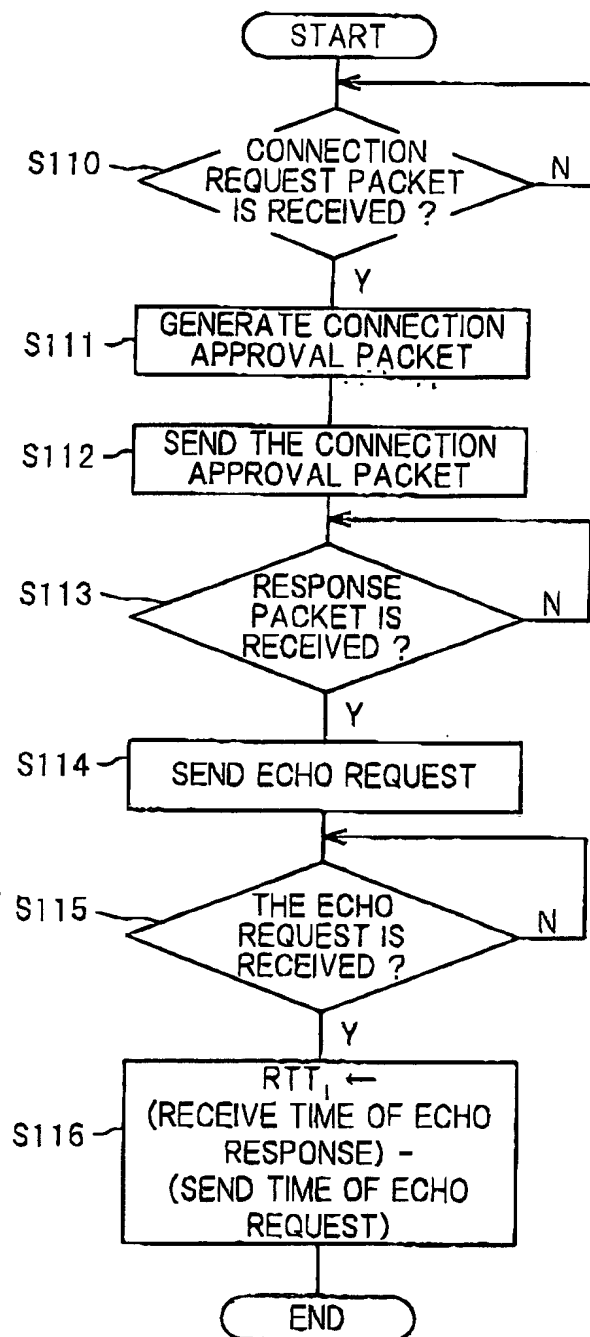 START
S110
CONNECTION
REQUEST PACKET
IS RECEIVED ?
N
Y
S111
GENERATE CONNECTION
APPROVAL PACKET
S112
SEND THE CONNECTION
APPROVAL PACKET
S113
RESPONSE
PACKET IS
RECEIVED ?
N
Y
S114
SEND ECHO REQUEST
S115
THE ECHO
REQUEST IS
RECEIVED ?
N
Y
S116
RTT₁ ←
(RECEIVE TIME OF ECHO
RESPONSE) –
(SEND TIME OF ECHO
REQUEST)
END